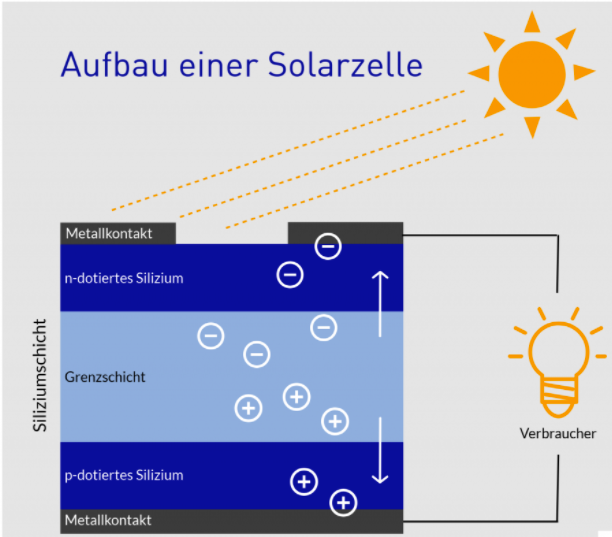 Aufbau einer Solarzelle
Metallkontakt
n-dotiertes Silizium
Siliziumschicht
Grenzschicht
Verbraucher
p-dotiertes Silizium
Metallkontakt